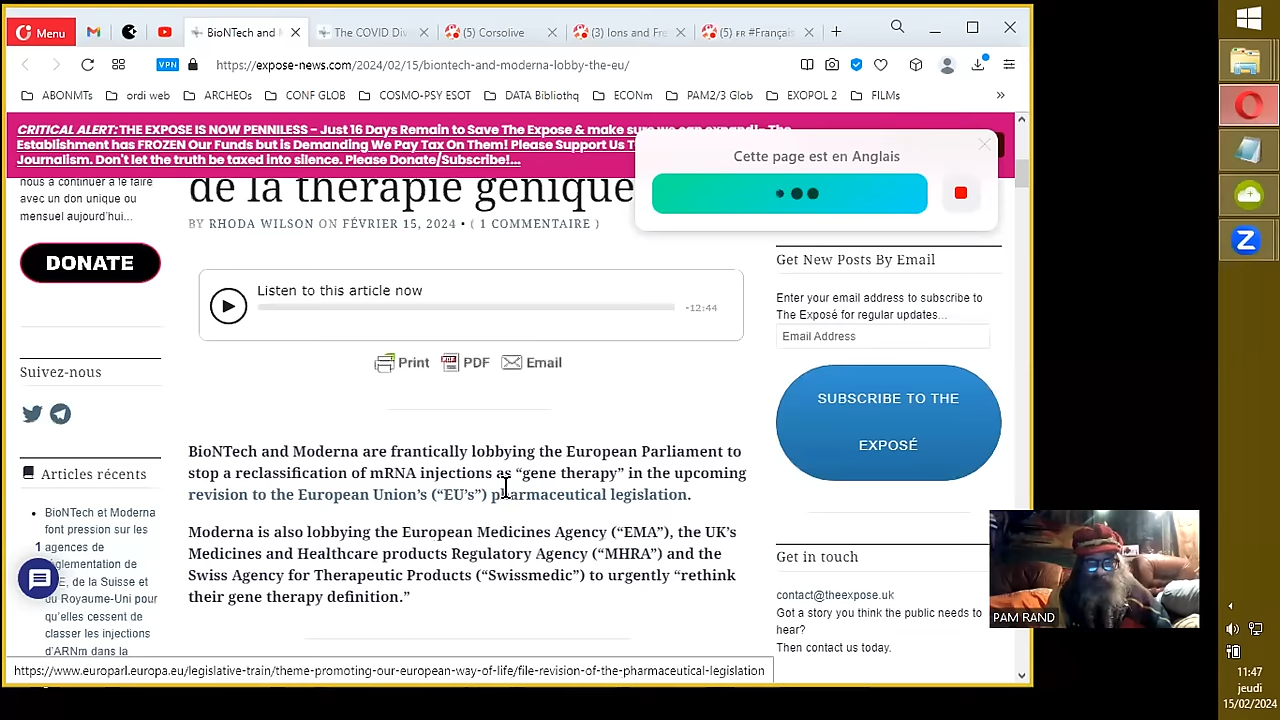 Menu
BioNTech and M
The COVID Div
(5) Corsolive
(3) Ions and Fre
(5) FR #Français
VPN
https://expose-news.com/2024/02/15/biontech-and-moderna-lobby-the-eu/
ABONMTs
ordi web
ARCHEOs
CONF GLOB
COSMO-PSY ESOT
DATA Bibliothq
ECONm
PAM2/3 Glob
EXOPOL 2
FILMs
»
CRITICAL ALERT: THE EXPOSE IS NOW PENNILESS - Just 16 Days Remain to Save The Expose & make sure we can expand! - The
Establishment has FROZEN Our Funds but is Demanding We Pay Tax On Them! Please Support Us T
Journalism. Don't let the truth be taxed into silence. Please Donate/Subscribe!...
Cette page est en Anglais
nous à continuer à le faire
avec un don unique ou
mensuel aujourd'hui...
DONATE
Suivez-nous
Articles récents
BioNTech et Moderna
font pression sur les
agences de
réglementation de
E, de la Suisse et
du Royaume-Uni pour
qu'elles cessent de
classer les injections
d'ARNm dans la
1
de la thérapie génique
BY RHODA WILSON ON FÉVRIER 15, 2024 • ( 1 COMMENTAIRE )
Listen to this article now
-12:44
Print
PDF
Email
BioNTech and Moderna are frantically lobbying the European Parliament to
stop a reclassification of mRNA injections as “gene therapy” in the upcoming
revision to the European Union’s (“EU’s”) pharmaceutical legislation.
Moderna is also lobbying the European Medicines Agency (“EMA”), the UK’s
Medicines and Healthcare products Regulatory Agency (“MHRA”) and the
Swiss Agency for Therapeutic Products (“Swissmedic”) to urgently “rethink
their gene therapy definition.”
Get New Posts By Email
Enter your email address to subscribe to
The Exposé for regular updates...
Email Address
SUBSCRIBE TO THE
EXPOSÉ
Get in touch
contact@theexpose.uk
Got a story you think the public needs to
hear?
Then contact us today.
https://www.europarl.europa.eu/legislative-train/theme-promoting-our-european-way-of-life/file-revision-of-the-pharmaceutical-legislation
PAM RAND
Z
11:47
jeudi
15/02/2024